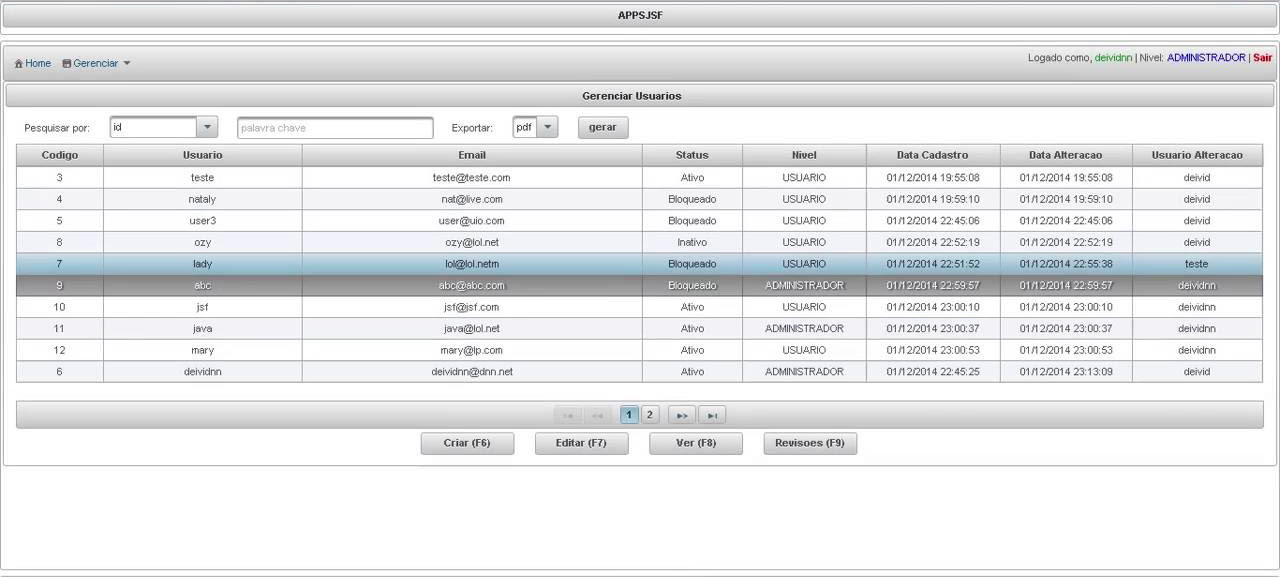 APPSJSF
Home Gerenciar Logado como, deividnn | Nivel: ADMINISTRADOR | Sair
Gerenciar Usuarios
Pesquisar por: id palavra chave Exportar: pdf gerar
Codigo Usuario Email Status Nivel Data Cadastro Data Alteracao Usuario Alteracao
3 teste teste@teste.com Ativo USUARIO 01/12/2014 19:55:08 01/12/2014 19:55:08 deivid
4 nataly nat@live.com Bloqueado USUARIO 01/12/2014 19:59:10 01/12/2014 19:59:10 deivid
5 user3 user@uio.com Bloqueado USUARIO 01/12/2014 22:45:06 01/12/2014 22:45:06 deivid
8 ozy ozy@lol.net Inativo USUARIO 01/12/2014 22:52:19 01/12/2014 22:52:19 deivid
7 lady lol@lol.netm Bloqueado USUARIO 01/12/2014 22:51:52 01/12/2014 22:55:38 teste
9 abc abc@abc.com Bloqueado ADMINISTRADOR 01/12/2014 22:59:57 01/12/2014 22:59:57 deividnn
10 jsf jsf@jsf.com Ativo USUARIO 01/12/2014 23:00:10 01/12/2014 23:00:10 deividnn
11 java java@lol.net Ativo ADMINISTRADOR 01/12/2014 23:00:37 01/12/2014 23:00:37 deividnn
12 mary mary@lp.com Ativo USUARIO 01/12/2014 23:00:53 01/12/2014 23:00:53 deividnn
6 deividnn deividnn@dnn.net Ativo ADMINISTRADOR 01/12/2014 22:45:25 01/12/2014 23:13:09 deivid
1 2
Criar (F6) Editar (F7) Ver (F8) Revisoes (F9)